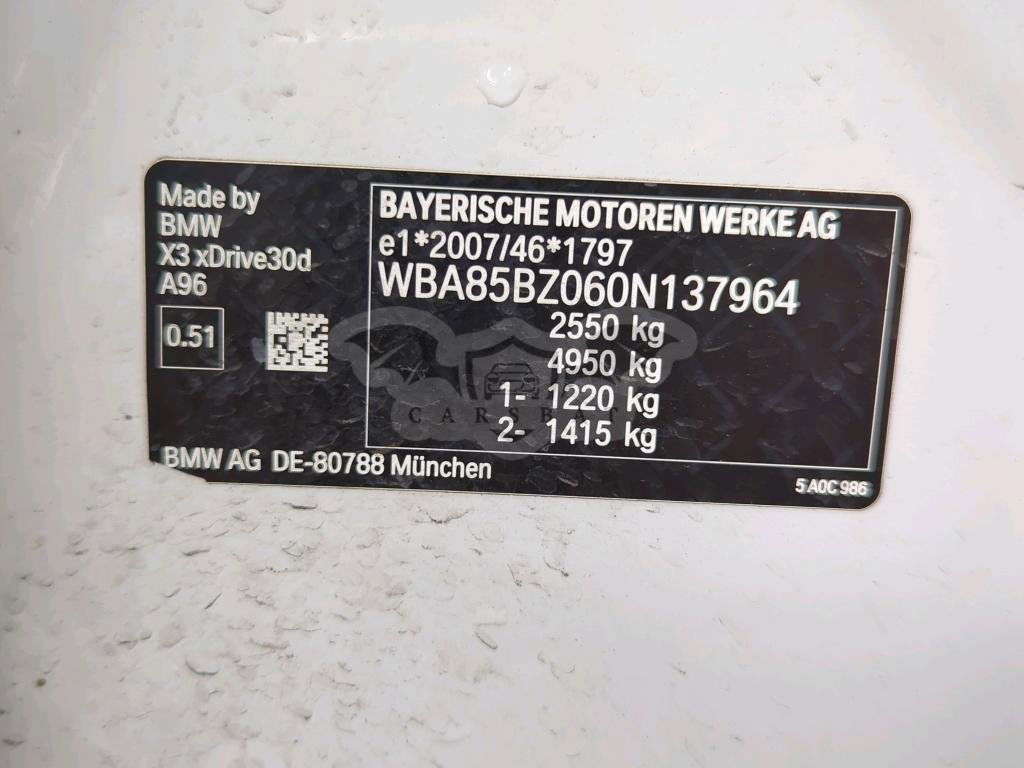 Made by
BMW
X3 xDrive30d
A96
0.51
BAYERISCHE MOTOREN WERKE AG
e1*2007/46*1797
WBA85BZ060N137964
2550 kg
4950 kg
1- 1220 kg
2- 1415 kg
BMW AG DE-80788 München
5 A0C 986